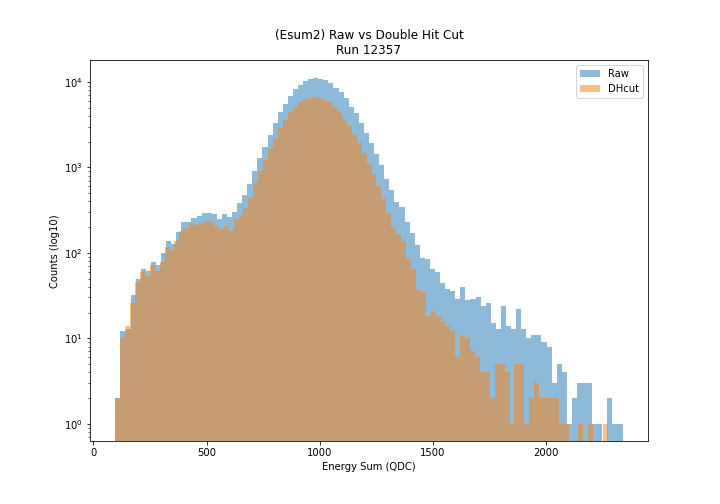 (Esum2) Raw vs Double Hit Cut
Run 12357
Raw
DHcut
Counts (log10)
10⁴
10³
10²
10¹
10⁰
0 500 1000 1500 2000
Energy Sum (QDC)